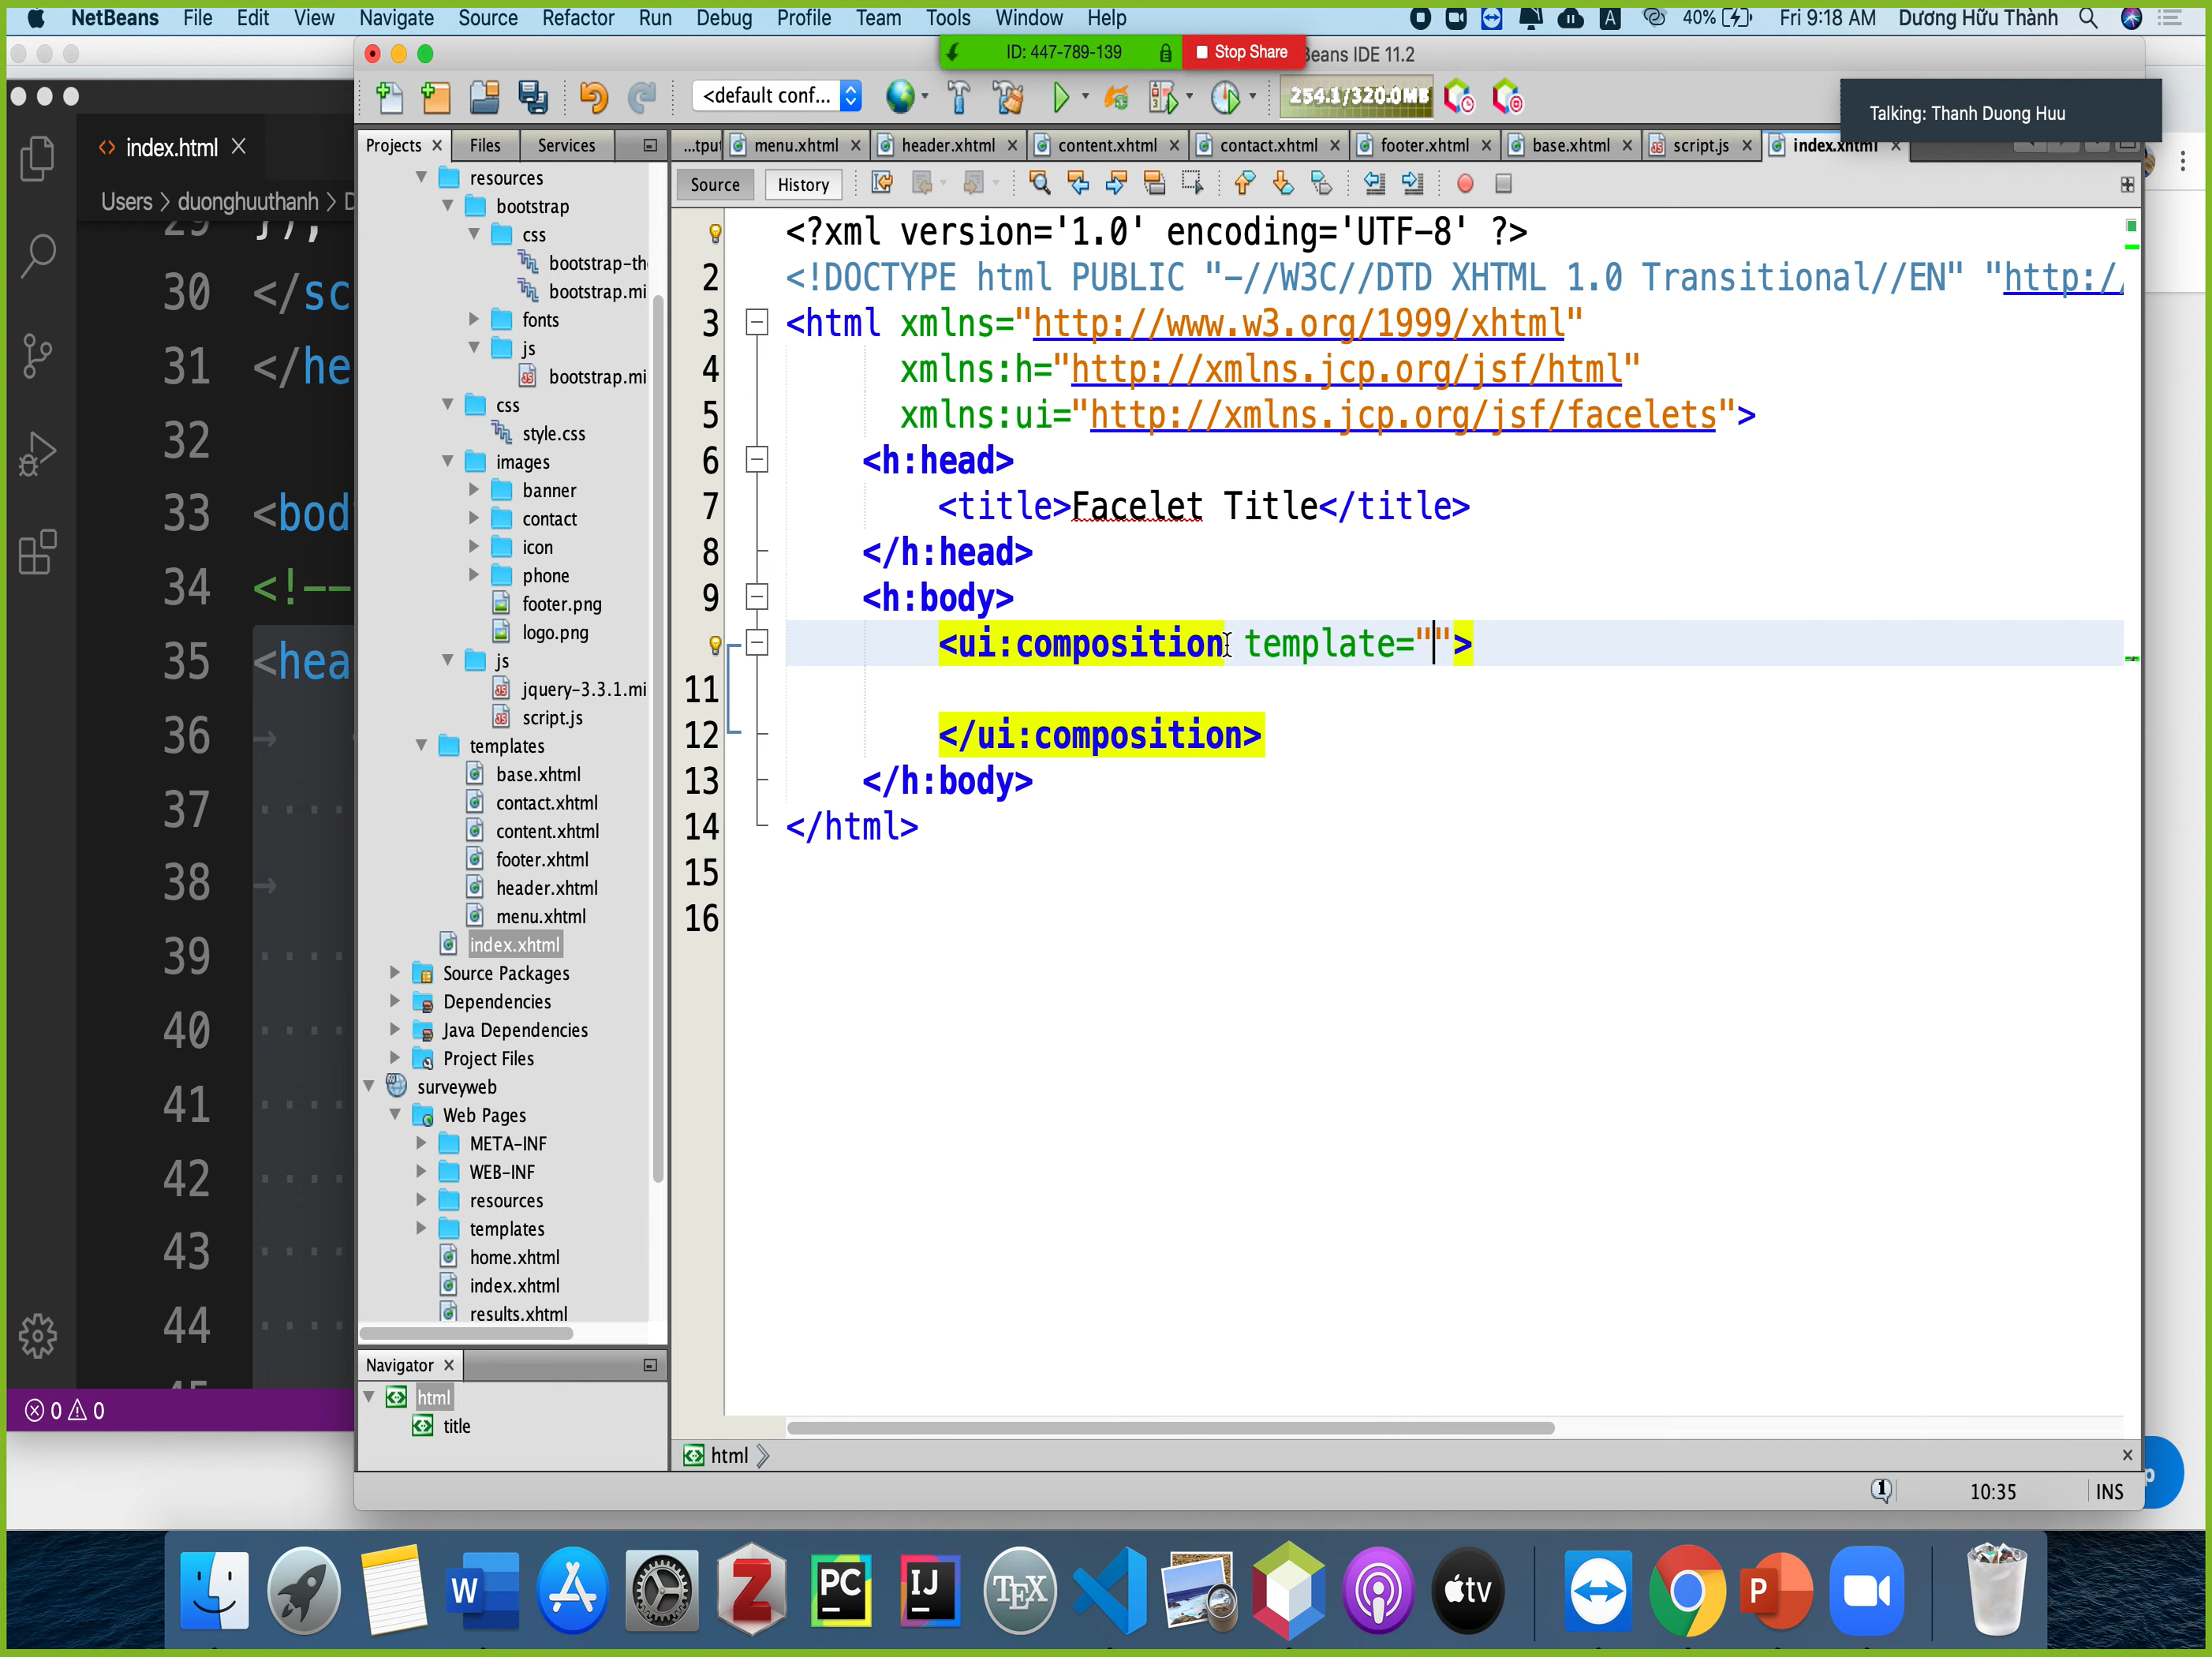 NetBeans File Edit View Navigate Source Refactor Run Debug Profile Team Tools Window Help
40% Fri 9:18 AM Dương Hữu Thành
ID: 447-789-139 Stop Share
Beans IDE 11.2
<default conf...
254.1/320.0MB
Talking: Thanh Duong Huu
index.html
Users > duonghuuthanh > D
29 });
30 </sc
31 </he
32
33 <bod
34 <!--
35 <hea
36
37
38
39
40
41
42
43
44
45
0 0
Projects Files Services
resources
bootstrap
css
bootstrap-th
bootstrap.mi
fonts
js
bootstrap.mi
css
style.css
images
banner
contact
icon
phone
footer.png
logo.png
js
jquery-3.3.1.mi
script.js
templates
base.xhtml
contact.xhtml
content.xhtml
footer.xhtml
header.xhtml
menu.xhtml
index.xhtml
Source Packages
Dependencies
Java Dependencies
Project Files
surveyweb
Web Pages
META-INF
WEB-INF
resources
templates
home.xhtml
index.xhtml
results.xhtml
Navigator
html
title
...tpu menu.xhtml header.xhtml content.xhtml contact.xhtml footer.xhtml base.xhtml script.js index.xhtml
Source History
<?xml version='1.0' encoding='UTF-8' ?>
2 <!DOCTYPE html PUBLIC "-//W3C//DTD XHTML 1.0 Transitional//EN" "http:/
3 <html xmlns="http://www.w3.org/1999/xhtml"
4 xmlns:h="http://xmlns.jcp.org/jsf/html"
5 xmlns:ui="http://xmlns.jcp.org/jsf/facelets">
6 <h:head>
7 <title>Facelet Title</title>
8 </h:head>
9 <h:body>
<ui:composition template="">
11
12 </ui:composition>
13 </h:body>
14 </html>
15
16
html
1 10:35 INS
W
Z
PC
IJ
TEX
tv
P